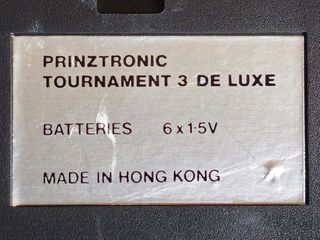 PRINZTRONIC
TOURNAMENT 3 DE LUXE
BATTERIES 6 x 1·5V
MADE IN HONG KONG